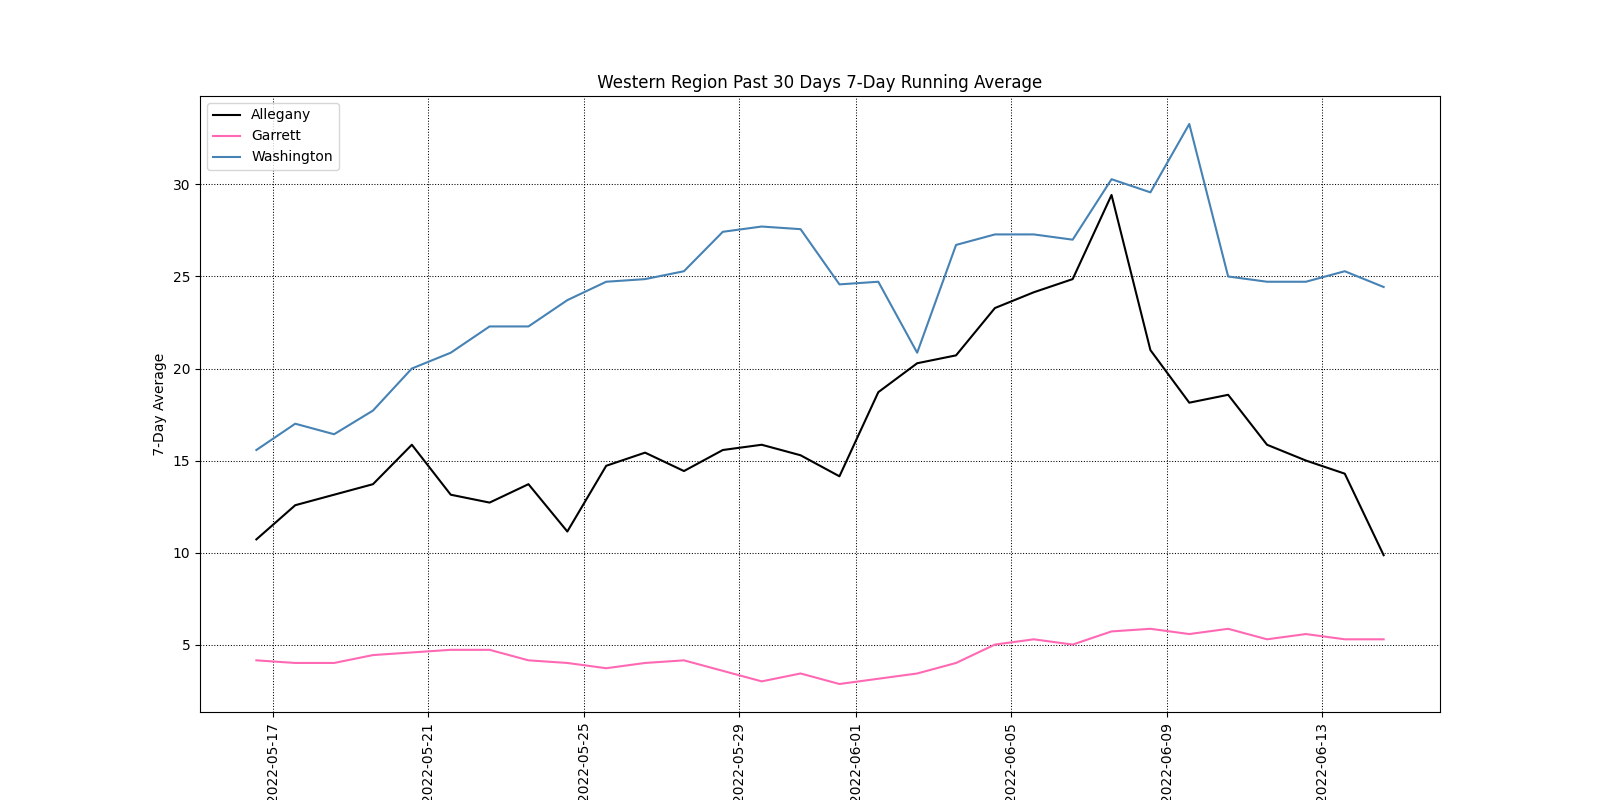 Western Region Past 30 Days 7-Day Running Average
Allegany
Garrett
Washington
7-Day Average
30
25
20
15
10
5
2022-05-17
2022-05-21
2022-05-25
2022-05-29
2022-06-01
2022-06-05
2022-06-09
2022-06-13